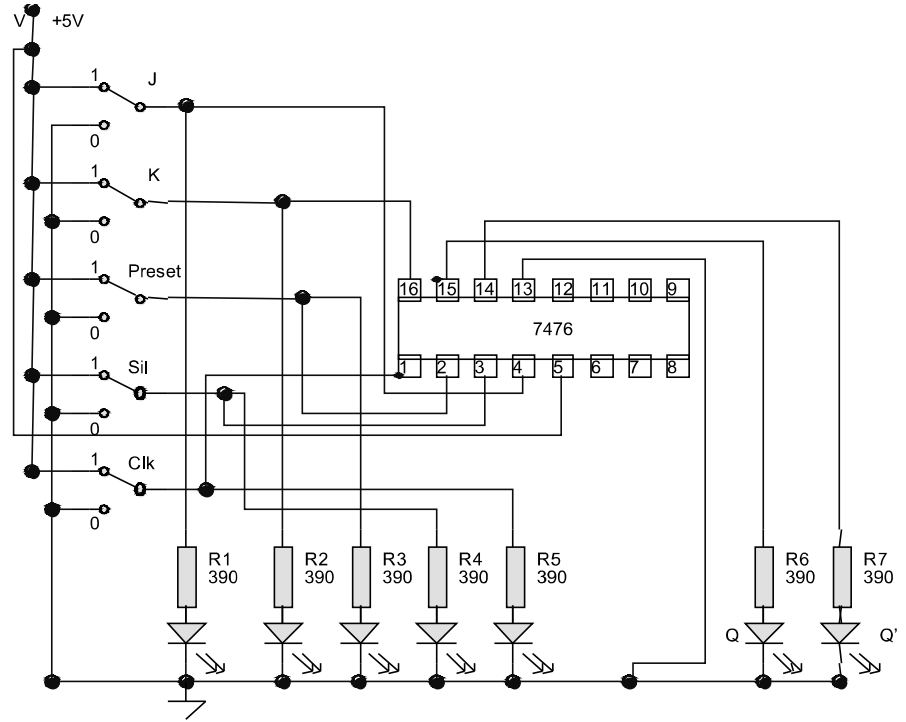 V +5V
1 J
0
1 K
0
1 Preset
0
1 Sil
0
1 Clk
0
16 15 14 13 12 11 10 9
7476
1 2 3 4 5 6 7 8
R1
390
R2
390
R3
390
R4
390
R5
390
R6
390
R7
390
Q
Q'